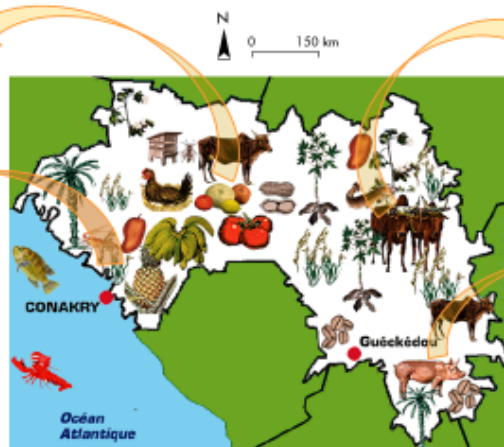 N
0 150 km
CONAKRY
Guéckédou
Océan
Atlantique